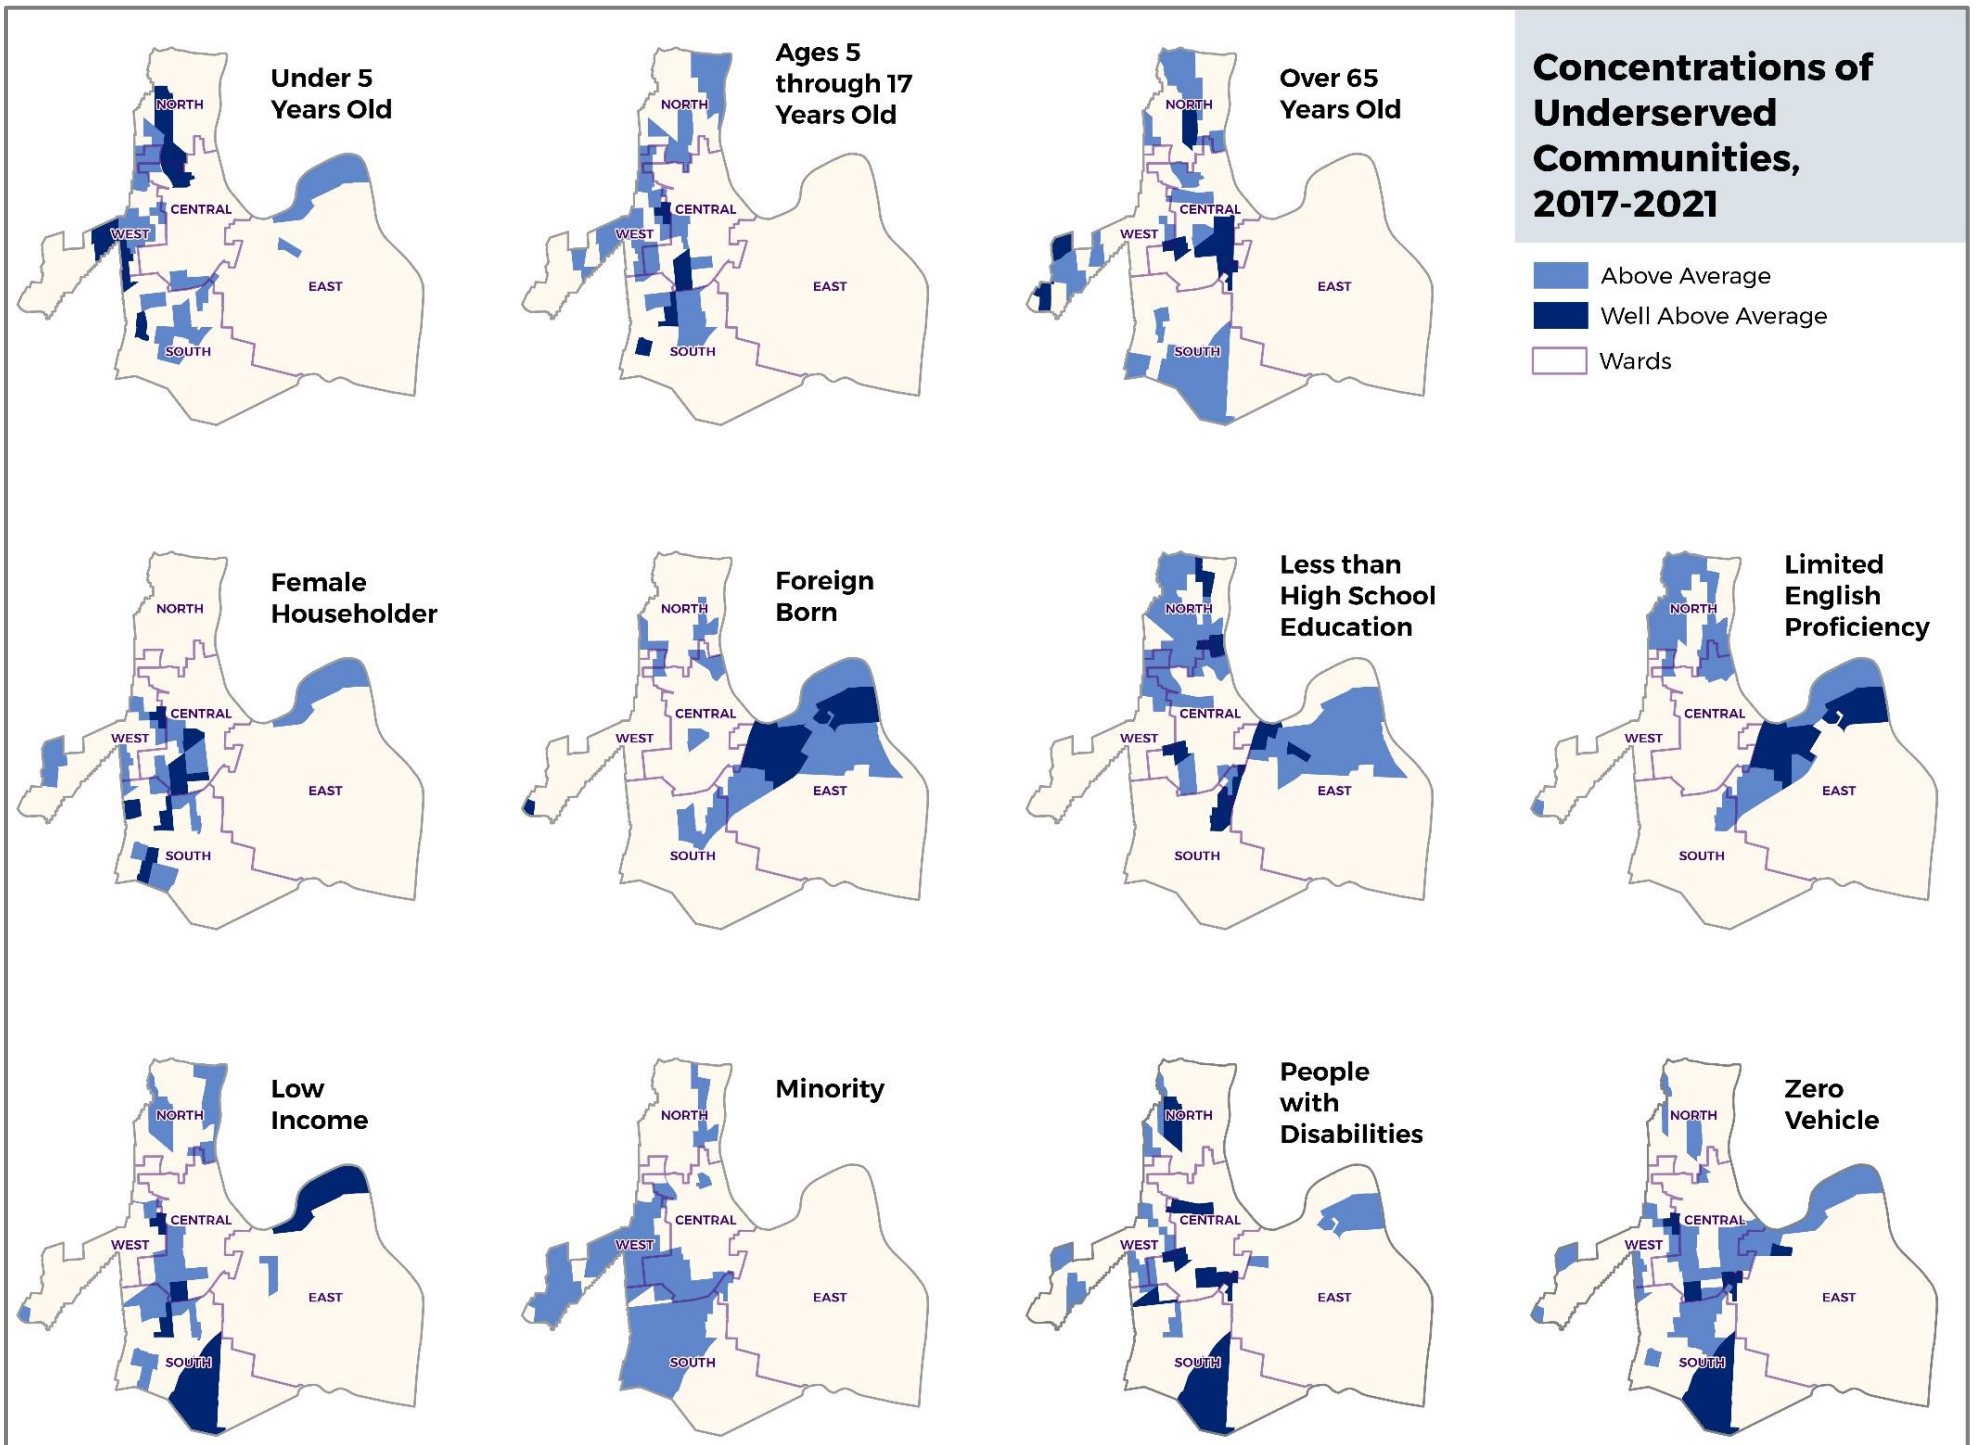 Under 5
Years Old
NORTH
CENTRAL
WEST
EAST
SOUTH
Ages 5
through 17
Years Old
NORTH
CENTRAL
WEST
EAST
SOUTH
Over 65
Years Old
NORTH
CENTRAL
WEST
EAST
SOUTH
Concentrations of
Underserved
Communities,
2017-2021
Above Average
Well Above Average
Wards
Female
Householder
NORTH
CENTRAL
WEST
EAST
SOUTH
Foreign
Born
NORTH
CENTRAL
WEST
EAST
SOUTH
Less than
High School
Education
NORTH
CENTRAL
WEST
EAST
SOUTH
Limited
English
Proficiency
NORTH
CENTRAL
WEST
EAST
SOUTH
Low
Income
NORTH
CENTRAL
WEST
EAST
SOUTH
Minority
NORTH
CENTRAL
WEST
EAST
SOUTH
People
with
Disabilities
NORTH
CENTRAL
WEST
EAST
SOUTH
Zero
Vehicle
NORTH
CENTRAL
WEST
EAST
SOUTH